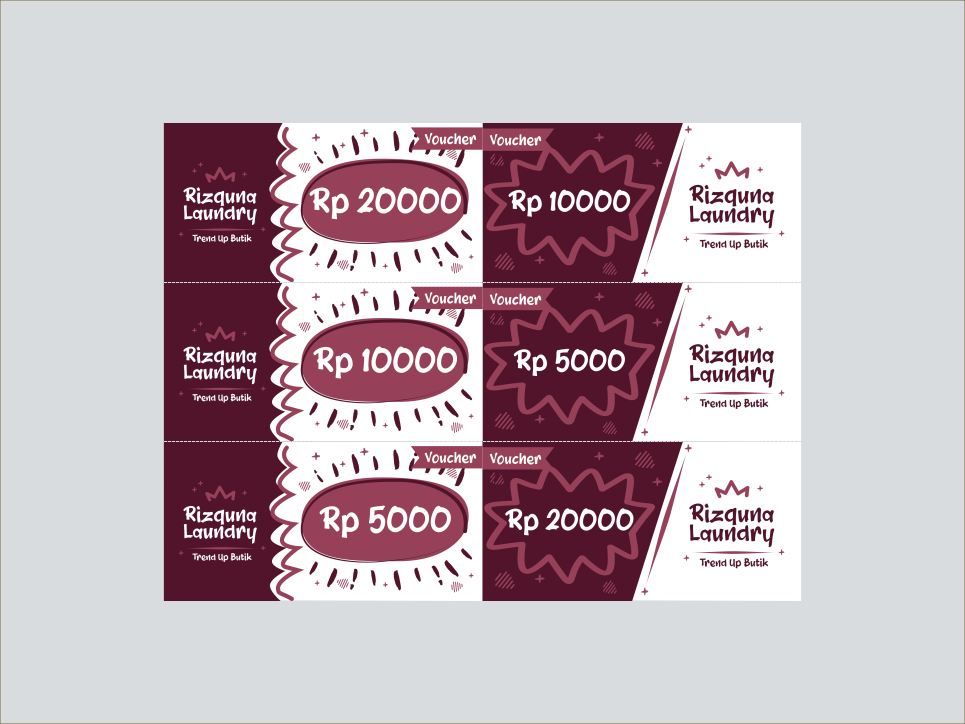 Rizquna
Laundry
Trend Up Butik
Voucher
Rp 20000
Voucher
Rp 10000
Rizquna
Laundry
Trend Up Butik
Rizquna
Laundry
Trend Up Butik
Voucher
Rp 10000
Voucher
Rp 5000
Rizquna
Laundry
Trend Up Butik
Rizquna
Laundry
Trend Up Butik
Voucher
Rp 5000
Voucher
Rp 20000
Rizquna
Laundry
Trend Up Butik